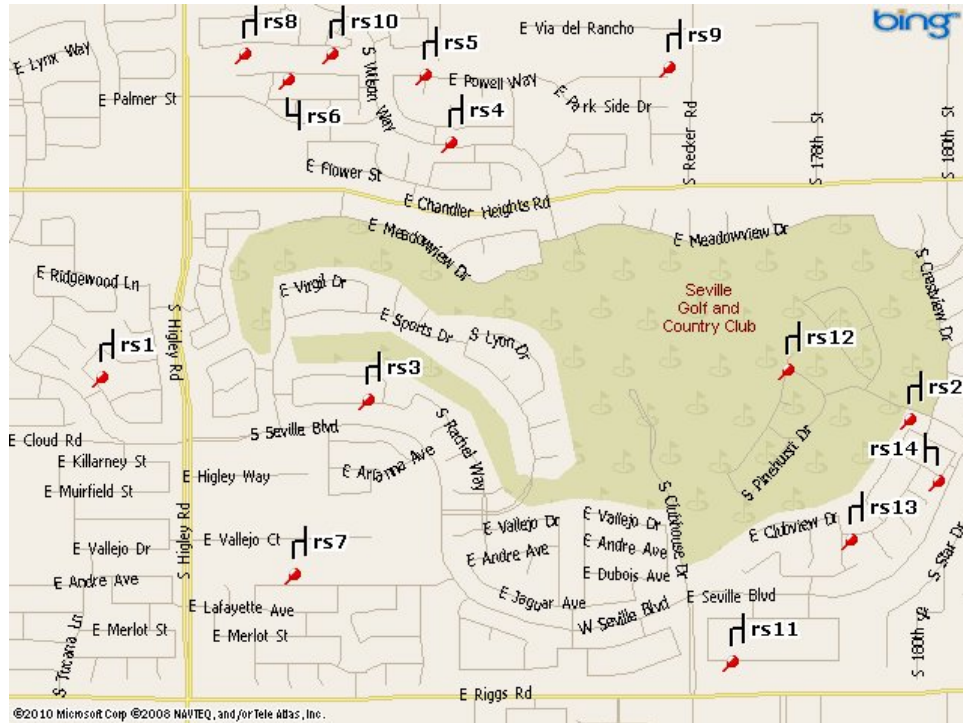 bing
rs8
rs10
rs5
E Via del Rancho
rs9
E Lynx Way
S Wilson Way
E Powell Way
E Palmer St
rs6
rs4
E Park Side Dr
S Recker Rd
S 178th St
S 180th St
E Flower St
E Chandler Heights Rd
E Meadowview Dr
E Meadowview Dr
E Ridgewood Ln
E Virgil Dr
S Crestview Dr
Seville
Golf and
Country Club
S Higley Rd
E Sports Dr
S Lyon Dr
rs1
rs3
rs12
rs2
E Cloud Rd
S Seville Blvd
S Rachel Way
rs14
E Killarney St
E Higley Way
E Arianna Ave
S Pinehurst Dr
E Muirfield St
S Clubhouse Dr
rs13
S Higley Rd
E Vallejo Dr
E Vallejo Dr
E Clubview Dr
E Vallejo Dr
E Vallejo Ct
rs7
E Andre Ave
E Andre Ave
S Star Dr
E Andre Ave
E Dubois Ave
E Lafayette Ave
E Jaguar Ave
E Seville Blvd
E Merlot St
E Merlot St
W Seville Blvd
rs11
S 180th St
S Tucana Ln
E Riggs Rd
©2010 Microsoft Corp ©2008 NAVTEQ, and/or Tele Atlas, Inc.